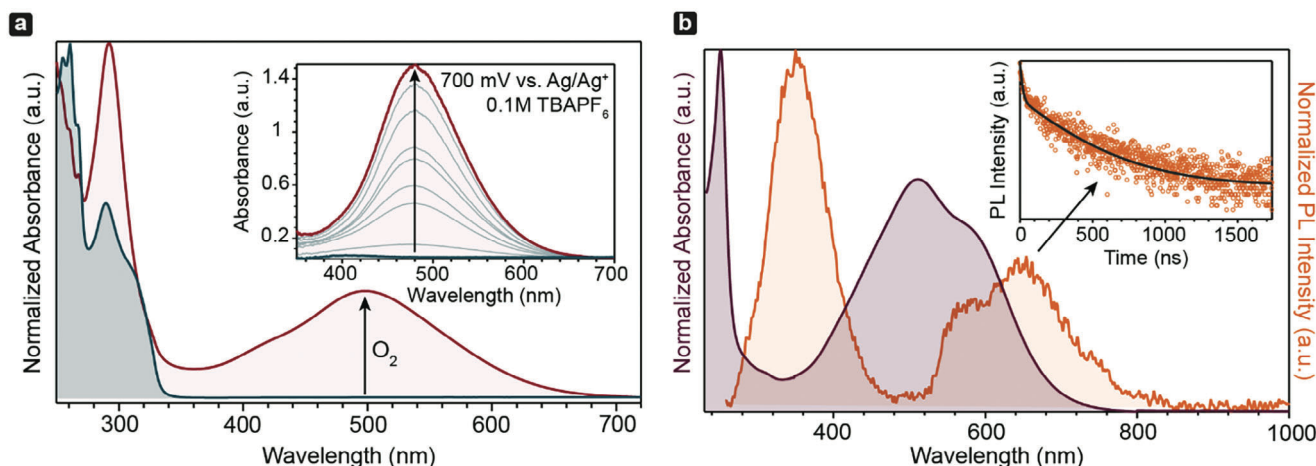 a
Normalized Absorbance (a.u.)
300
400
500
600
700
Wavelength (nm)
O2
Absorbance (a.u.)
1.4
1
0.6
0.2
400
500
600
700
Wavelength (nm)
700 mV vs. Ag/Ag+
0.1M TBAPF6
b
Normalized Absorbance (a.u.)
400
600
800
1000
Wavelength (nm)
Normalized PL Intensity (a.u.)
PL Intensity (a.u.)
0
500
1000
1500
Time (ns)